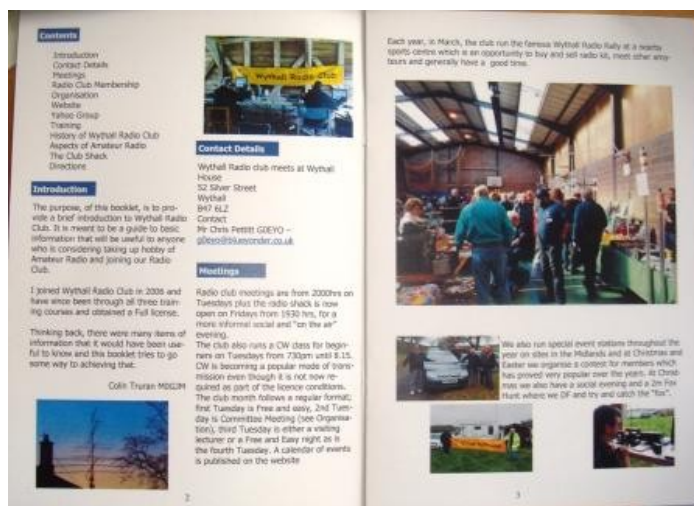 Contents
Introduction
Contact Details
Meetings
Radio Club Membership
Organisation
Website
Yahoo Group
Training
History of Wythall Radio Club
Aspects of Amateur Radio
The Club Shack
Directions
Introduction
The purpose, of this booklet, is to pro-
vide a brief introduction to Wythall Radio
Club. It is meant to be a guide to basic
information that will be useful to anyone
who is considering taking up hobby of
Amateur Radio and joining our Radio
Club.
I joined Wythall Radio Club in 2006 and
have since been through all three train-
ing courses and obtained a Full license.
Thinking back, there were many items of
information that it would have been use-
ful to know and this booklet tries to go
some way to achieving that.
Colin Truran
2
Wythall Radio Club
Contact Details
Wythall Radio club meets at Wythall
House
52 Silver Street
Wythall
B47 6LZ
Contact
Mr Chris Pettitt G0EYO –
g0eyo@blueyonder.co.uk
Meetings
Radio club meetings are from 2000hrs on
Tuesdays plus the radio shack is now
open on Fridays from 1930 hrs, for a
more informal social and "on the air"
evening.
The club also runs a CW class for begin-
ners on Tuesdays from 730pm until 8.15.
CW is becoming a popular mode of trans-
mission even though it is not now re-
quired as part of the licence conditions.
The club month follows a regular format;
first Tuesday is Free and easy, 2nd Tues-
day is Committee Meeting (see Organisa-
tion), third Tuesday is either a visiting
lecturer or a Free and Easy night as is
the fourth Tuesday. A calendar of events
is published on the website
Each year, in March, the club run the famous Wythall Radio Rally at a nearby
sports centre which is an opportunity to buy and sell radio kit, meet other ama-
teurs and generally have a good time.
We also run special event stations throughout the
year on sites in the Midlands and at Christmas and
Easter we organise a contest for members which
has proved very popular over the years. At Christ-
mas we also have a social evening and a 2m Fox
Hunt where we DF and try and catch the "fox".
3